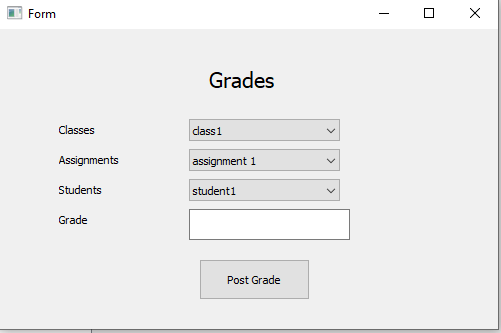 Form
Grades
Classes class1
Assignments assignment 1
Students student1
Grade
Post Grade